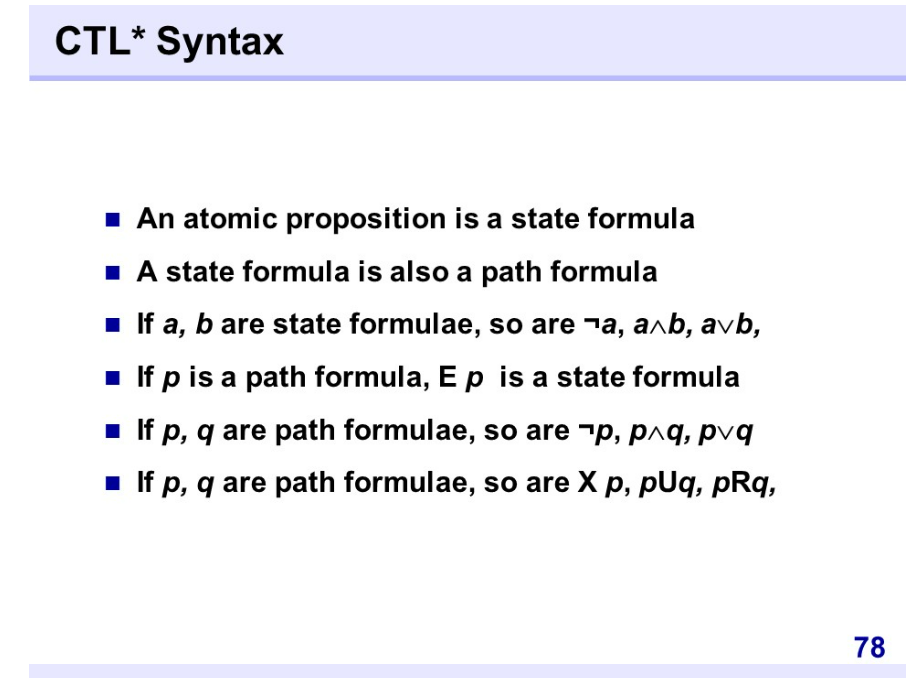 CTL* Syntax
An atomic proposition is a state formula
A state formula is also a path formula
If a, b are state formulae, so are ¬a, a∧b, a∨b,
If p is a path formula, E p is a state formula
If p, q are path formulae, so are ¬p, p∧q, p∨q
If p, q are path formulae, so are X p, pUq, pRq,
78